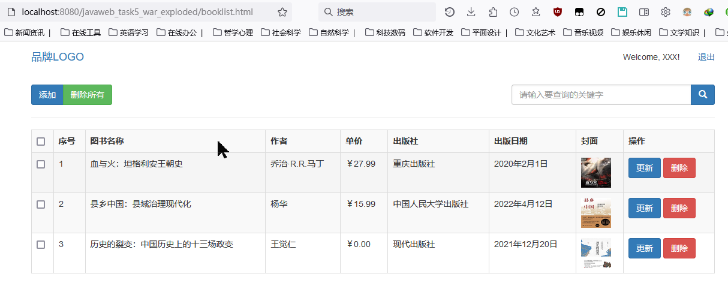 localhost:8080/javaweb_task5_war_exploded/booklist.html 搜索
新闻资讯 | 在线工具 英语学习 在线办公 | 哲学心理 社会科学 自然科学 | 科技数码 软件开发 平面设计 | 文化艺术 音乐视频 娱乐休闲 文学知识 |
品牌LOGO Welcome, XXX! 退出
添加 删除所有 请输入要查询的关键字
序号 图书名称 作者 单价 出版社 出版日期 封面 操作
1 血与火：坦格利安王朝史 乔治·R.R.马丁 ¥27.99 重庆出版社 2020年2月1日 更新 删除
2 县乡中国：县域治理现代化 杨华 ¥15.99 中国人民大学出版社 2022年4月12日 更新 删除
3 历史的裂变：中国历史上的十三场政变 王觉仁 ¥0.00 现代出版社 2021年12月20日 更新 删除